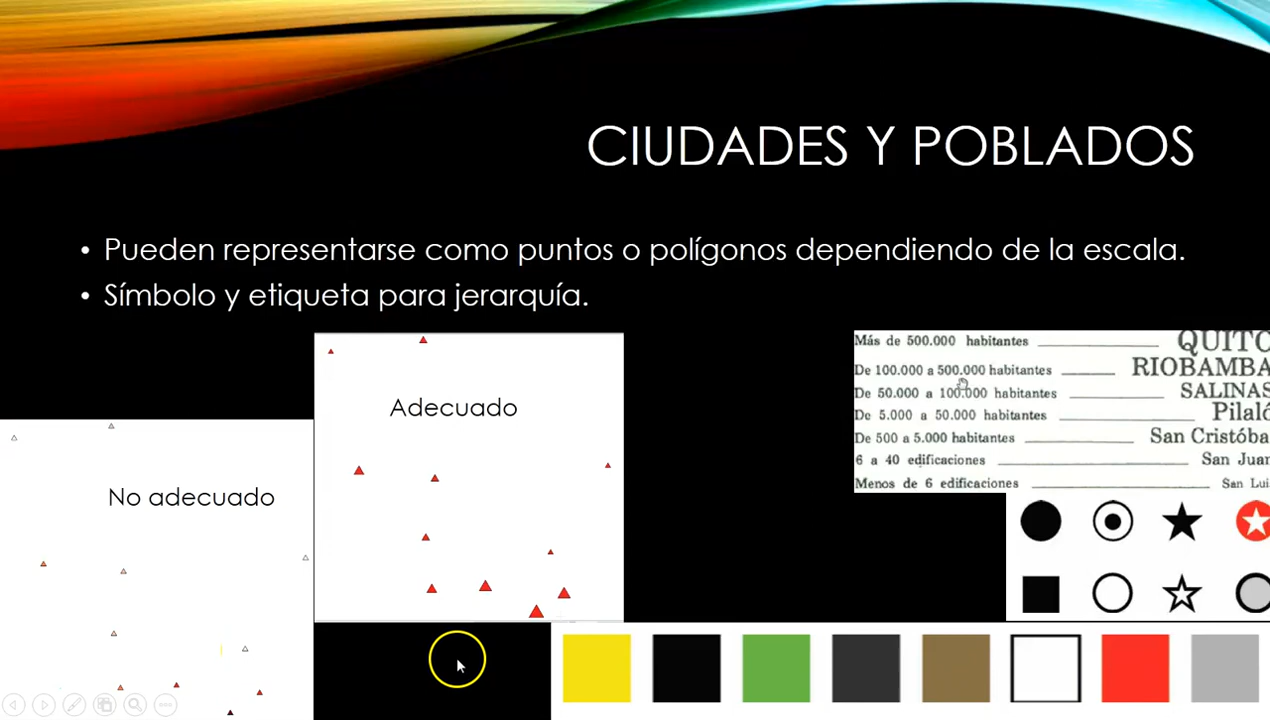 CIUDADES Y POBLADOS
• Pueden representarse como puntos o polígonos dependiendo de la escala.
• Símbolo y etiqueta para jerarquía.
Adecuado
No adecuado
Más de 500.000 habitantes QUITO
De 100.000 a 500.000 habitantes RIOBAMBA
De 50.000 a 100.000 habitantes SALINAS
De 5.000 a 50.000 habitantes Pilaló
De 500 a 5.000 habitantes San Cristóba
6 a 40 edificaciones San Juan
Menos de 6 edificaciones San Lui